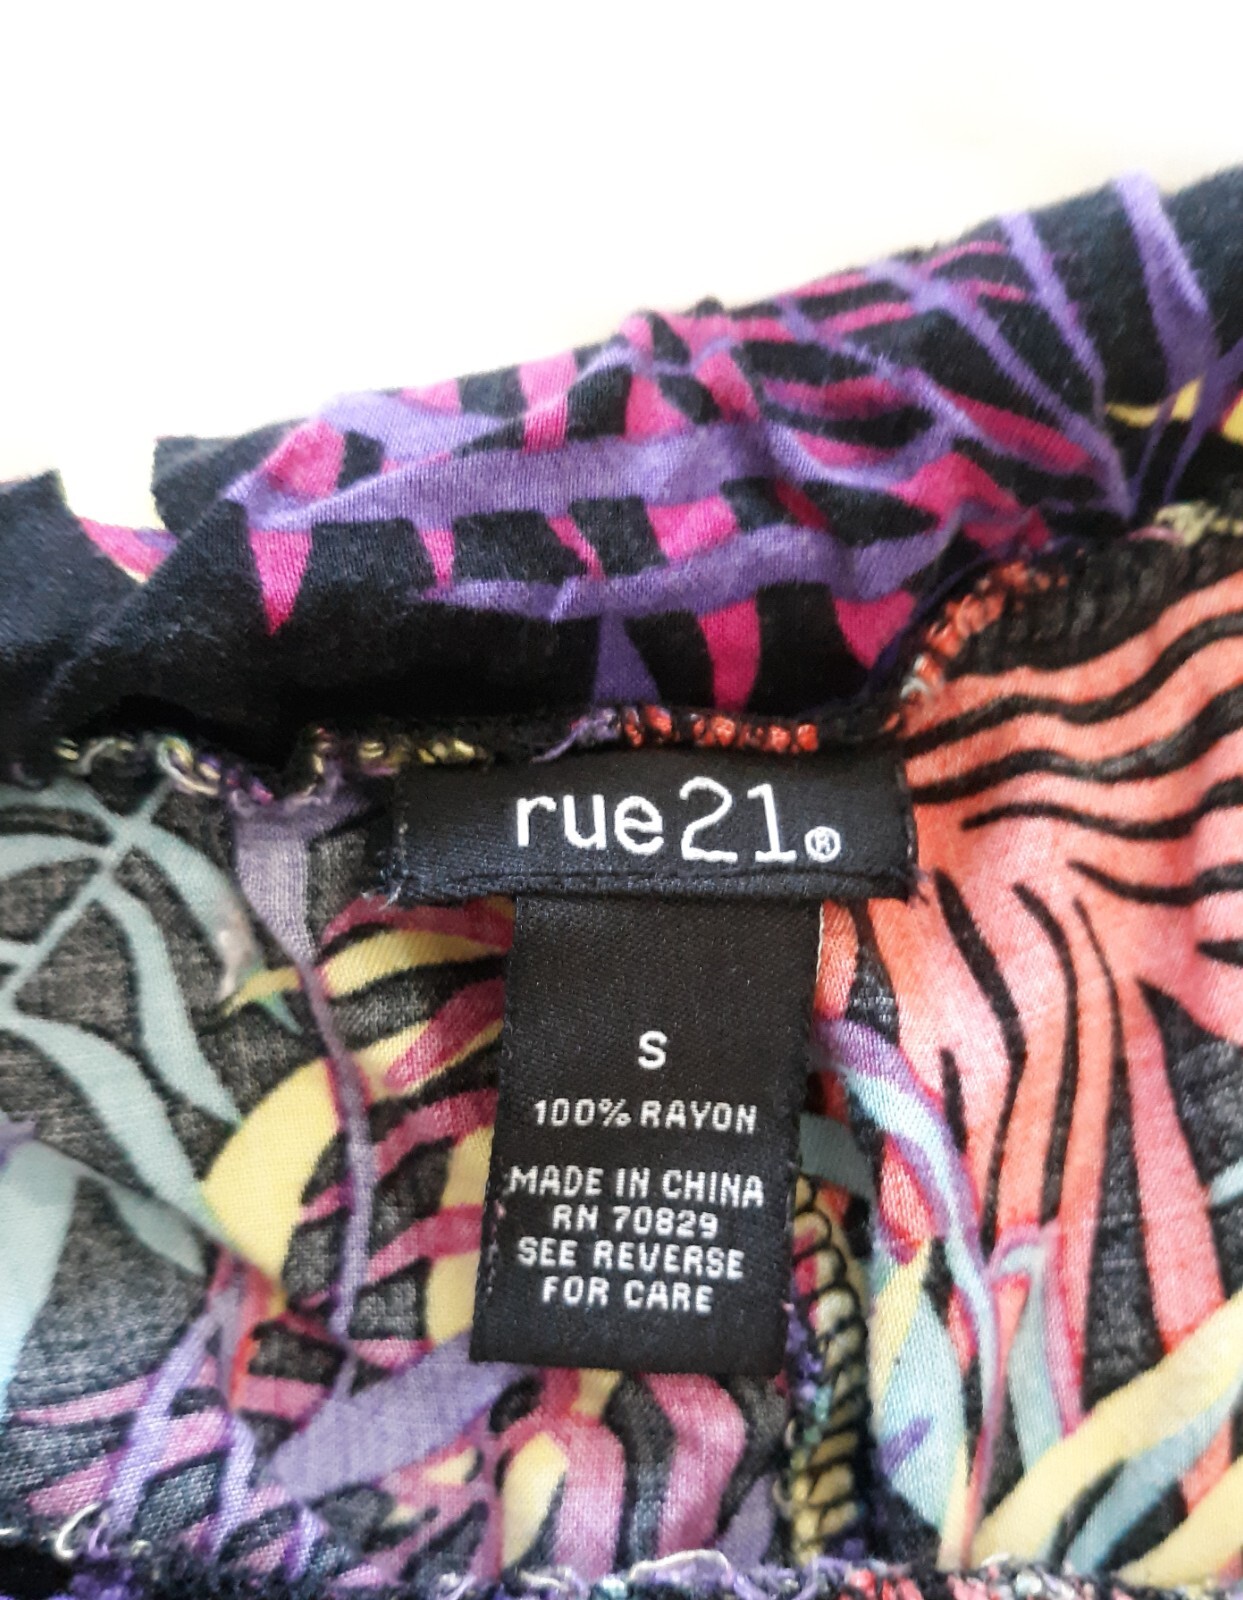 rue21®
S
100% RAYON
MADE IN CHINA
RN 70829
SEE REVERSE
FOR CARE